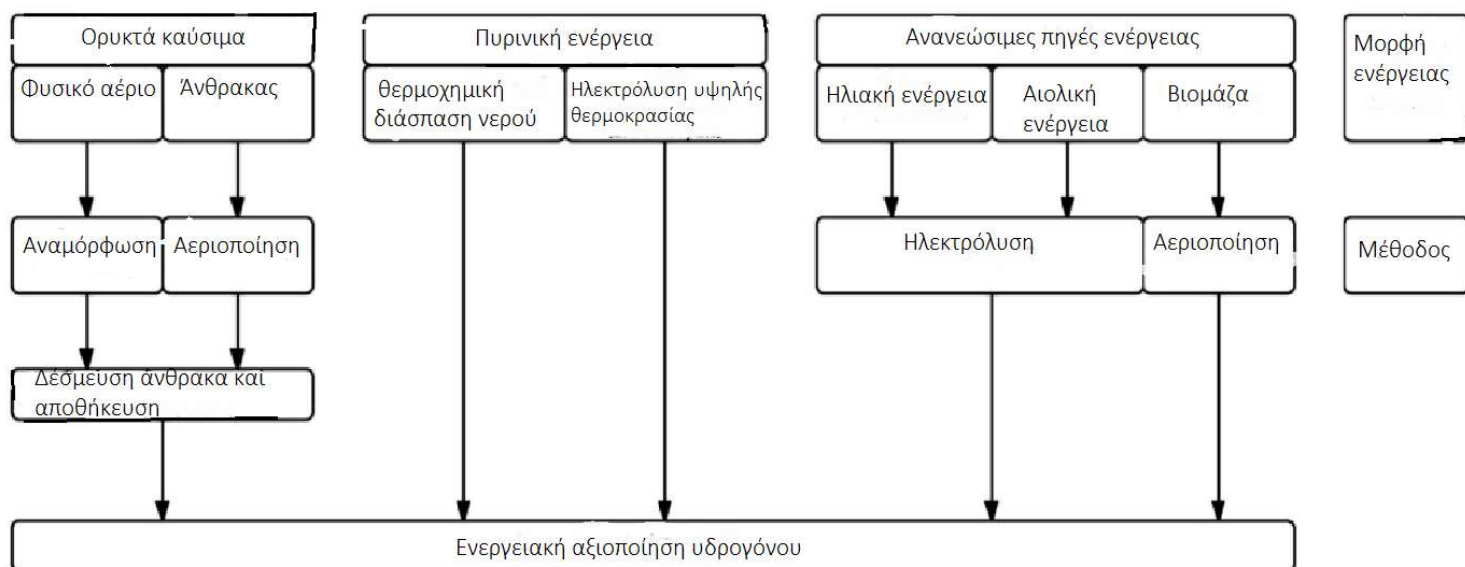 Ορυκτά καύσιμα
Πυρινική ενέργεια
Ανανεώσιμες πηγές ενέργειας
Μορφή
ενέργειας
Φυσικό αέριο
Άνθρακας
θερμοχημική
διάσπαση νερού
Ηλεκτρόλυση υψηλής
θερμοκρασίας
Ηλιακή ενέργεια
Αιολική
ενέργεια
Βιομάζα
Αναμόρφωση
Αεριοποίηση
Ηλεκτρόλυση
Αεριοποίηση
Μέθοδος
Δέσμευση άνθρακα και
αποθήκευση
Ενεργειακή αξιοποίηση υδρογόνου